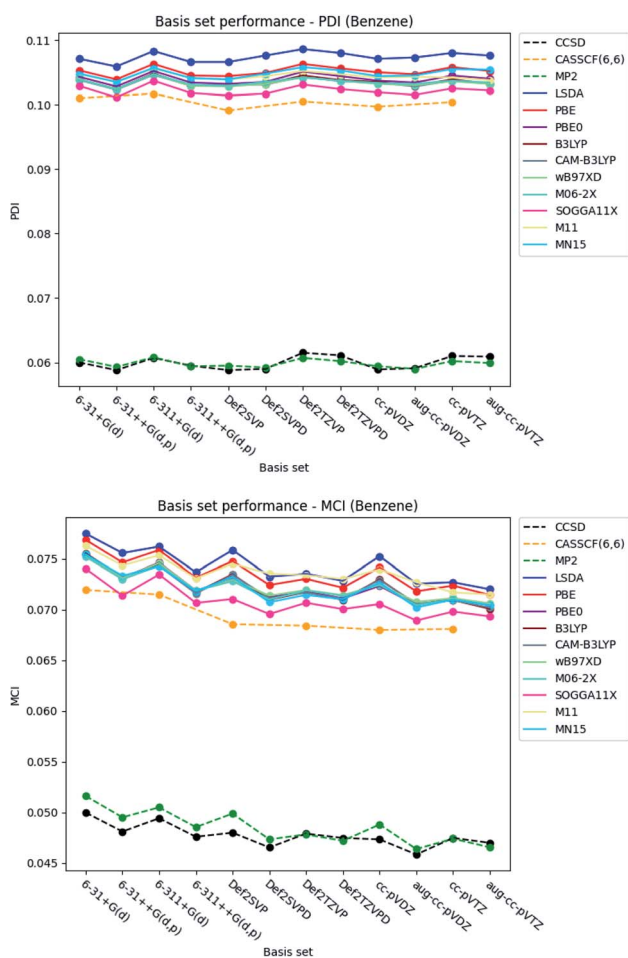 Basis set performance - PDI (Benzene)
0.11
0.10
0.09
0.08
0.07
0.06
PDI
6-31+G(d)
6-31++G(d,p)
6-311+G(d)
6-311++G(d,p)
Def2SVP
Def2SVPD
Def2TZVP
Def2TZVPD
cc-pVDZ
aug-cc-pVDZ
cc-pVTZ
aug-cc-pVTZ
Basis set
CCSD
CASSCF(6,6)
MP2
LSDA
PBE
PBE0
B3LYP
CAM-B3LYP
wB97XD
M06-2X
SOGGA11X
M11
MN15
Basis set performance - MCI (Benzene)
0.075
0.070
0.065
0.060
0.055
0.050
0.045
MCI
6-31+G(d)
6-31++G(d,p)
6-311+G(d)
6-311++G(d,p)
Def2SVP
Def2SVPD
Def2TZVP
Def2TZVPD
cc-pVDZ
aug-cc-pVDZ
cc-pVTZ
aug-cc-pVTZ
Basis set
CCSD
CASSCF(6,6)
MP2
LSDA
PBE
PBE0
B3LYP
CAM-B3LYP
wB97XD
M06-2X
SOGGA11X
M11
MN15